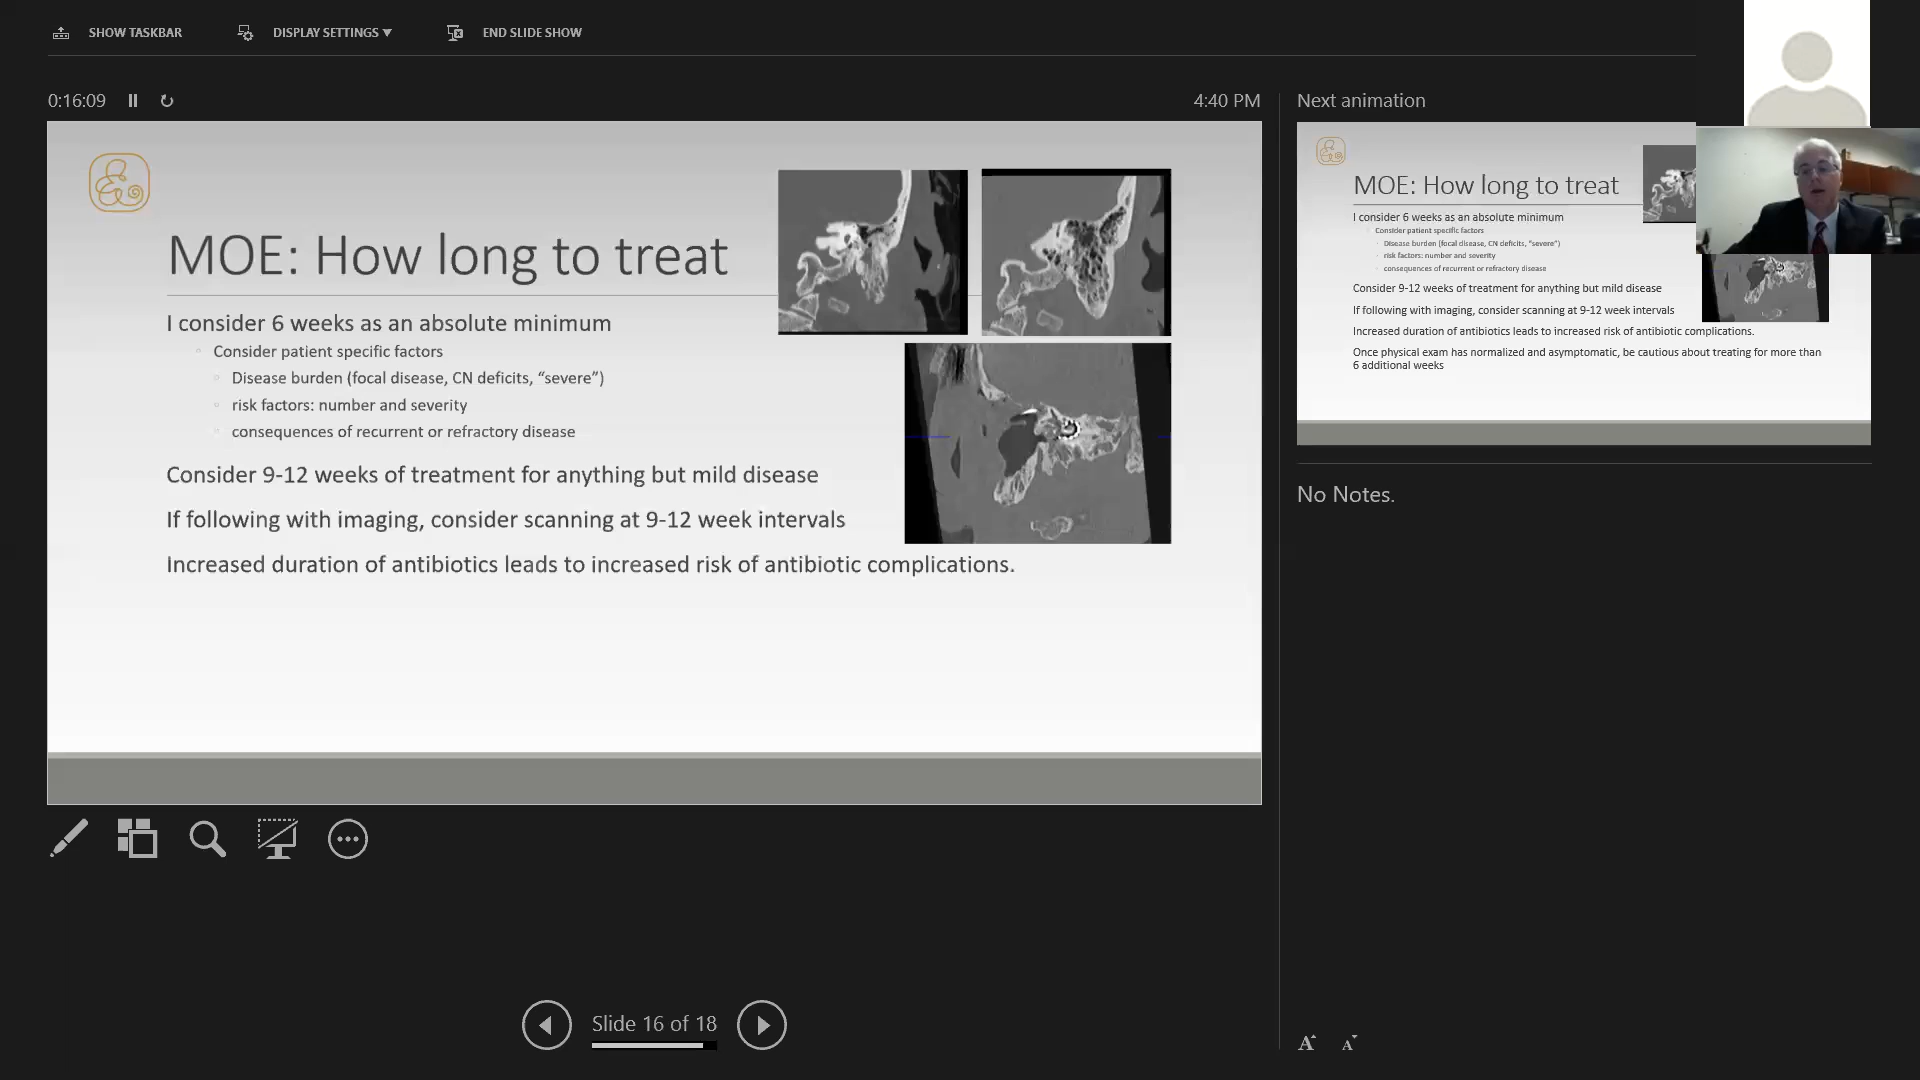 SHOW TASKBAR
DISPLAY SETTINGS
END SLIDE SHOW
0:16:09
4:40 PM
MOE: How long to treat
I consider 6 weeks as an absolute minimum
Consider patient specific factors
Disease burden (focal disease, CN deficits, “severe”)
risk factors: number and severity
consequences of recurrent or refractory disease
Consider 9-12 weeks of treatment for anything but mild disease
If following with imaging, consider scanning at 9-12 week intervals
Increased duration of antibiotics leads to increased risk of antibiotic complications.
Slide 16 of 18
Next animation
MOE: How long to treat
I consider 6 weeks as an absolute minimum
Consider patient specific factors
Disease burden (focal disease, CN deficits, “severe”)
risk factors: number and severity
consequences of recurrent or refractory disease
Consider 9-12 weeks of treatment for anything but mild disease
If following with imaging, consider scanning at 9-12 week intervals
Increased duration of antibiotics leads to increased risk of antibiotic complications.
Once physical exam has normalized and asymptomatic, be cautious about treating for more than
6 additional weeks
No Notes.
A A